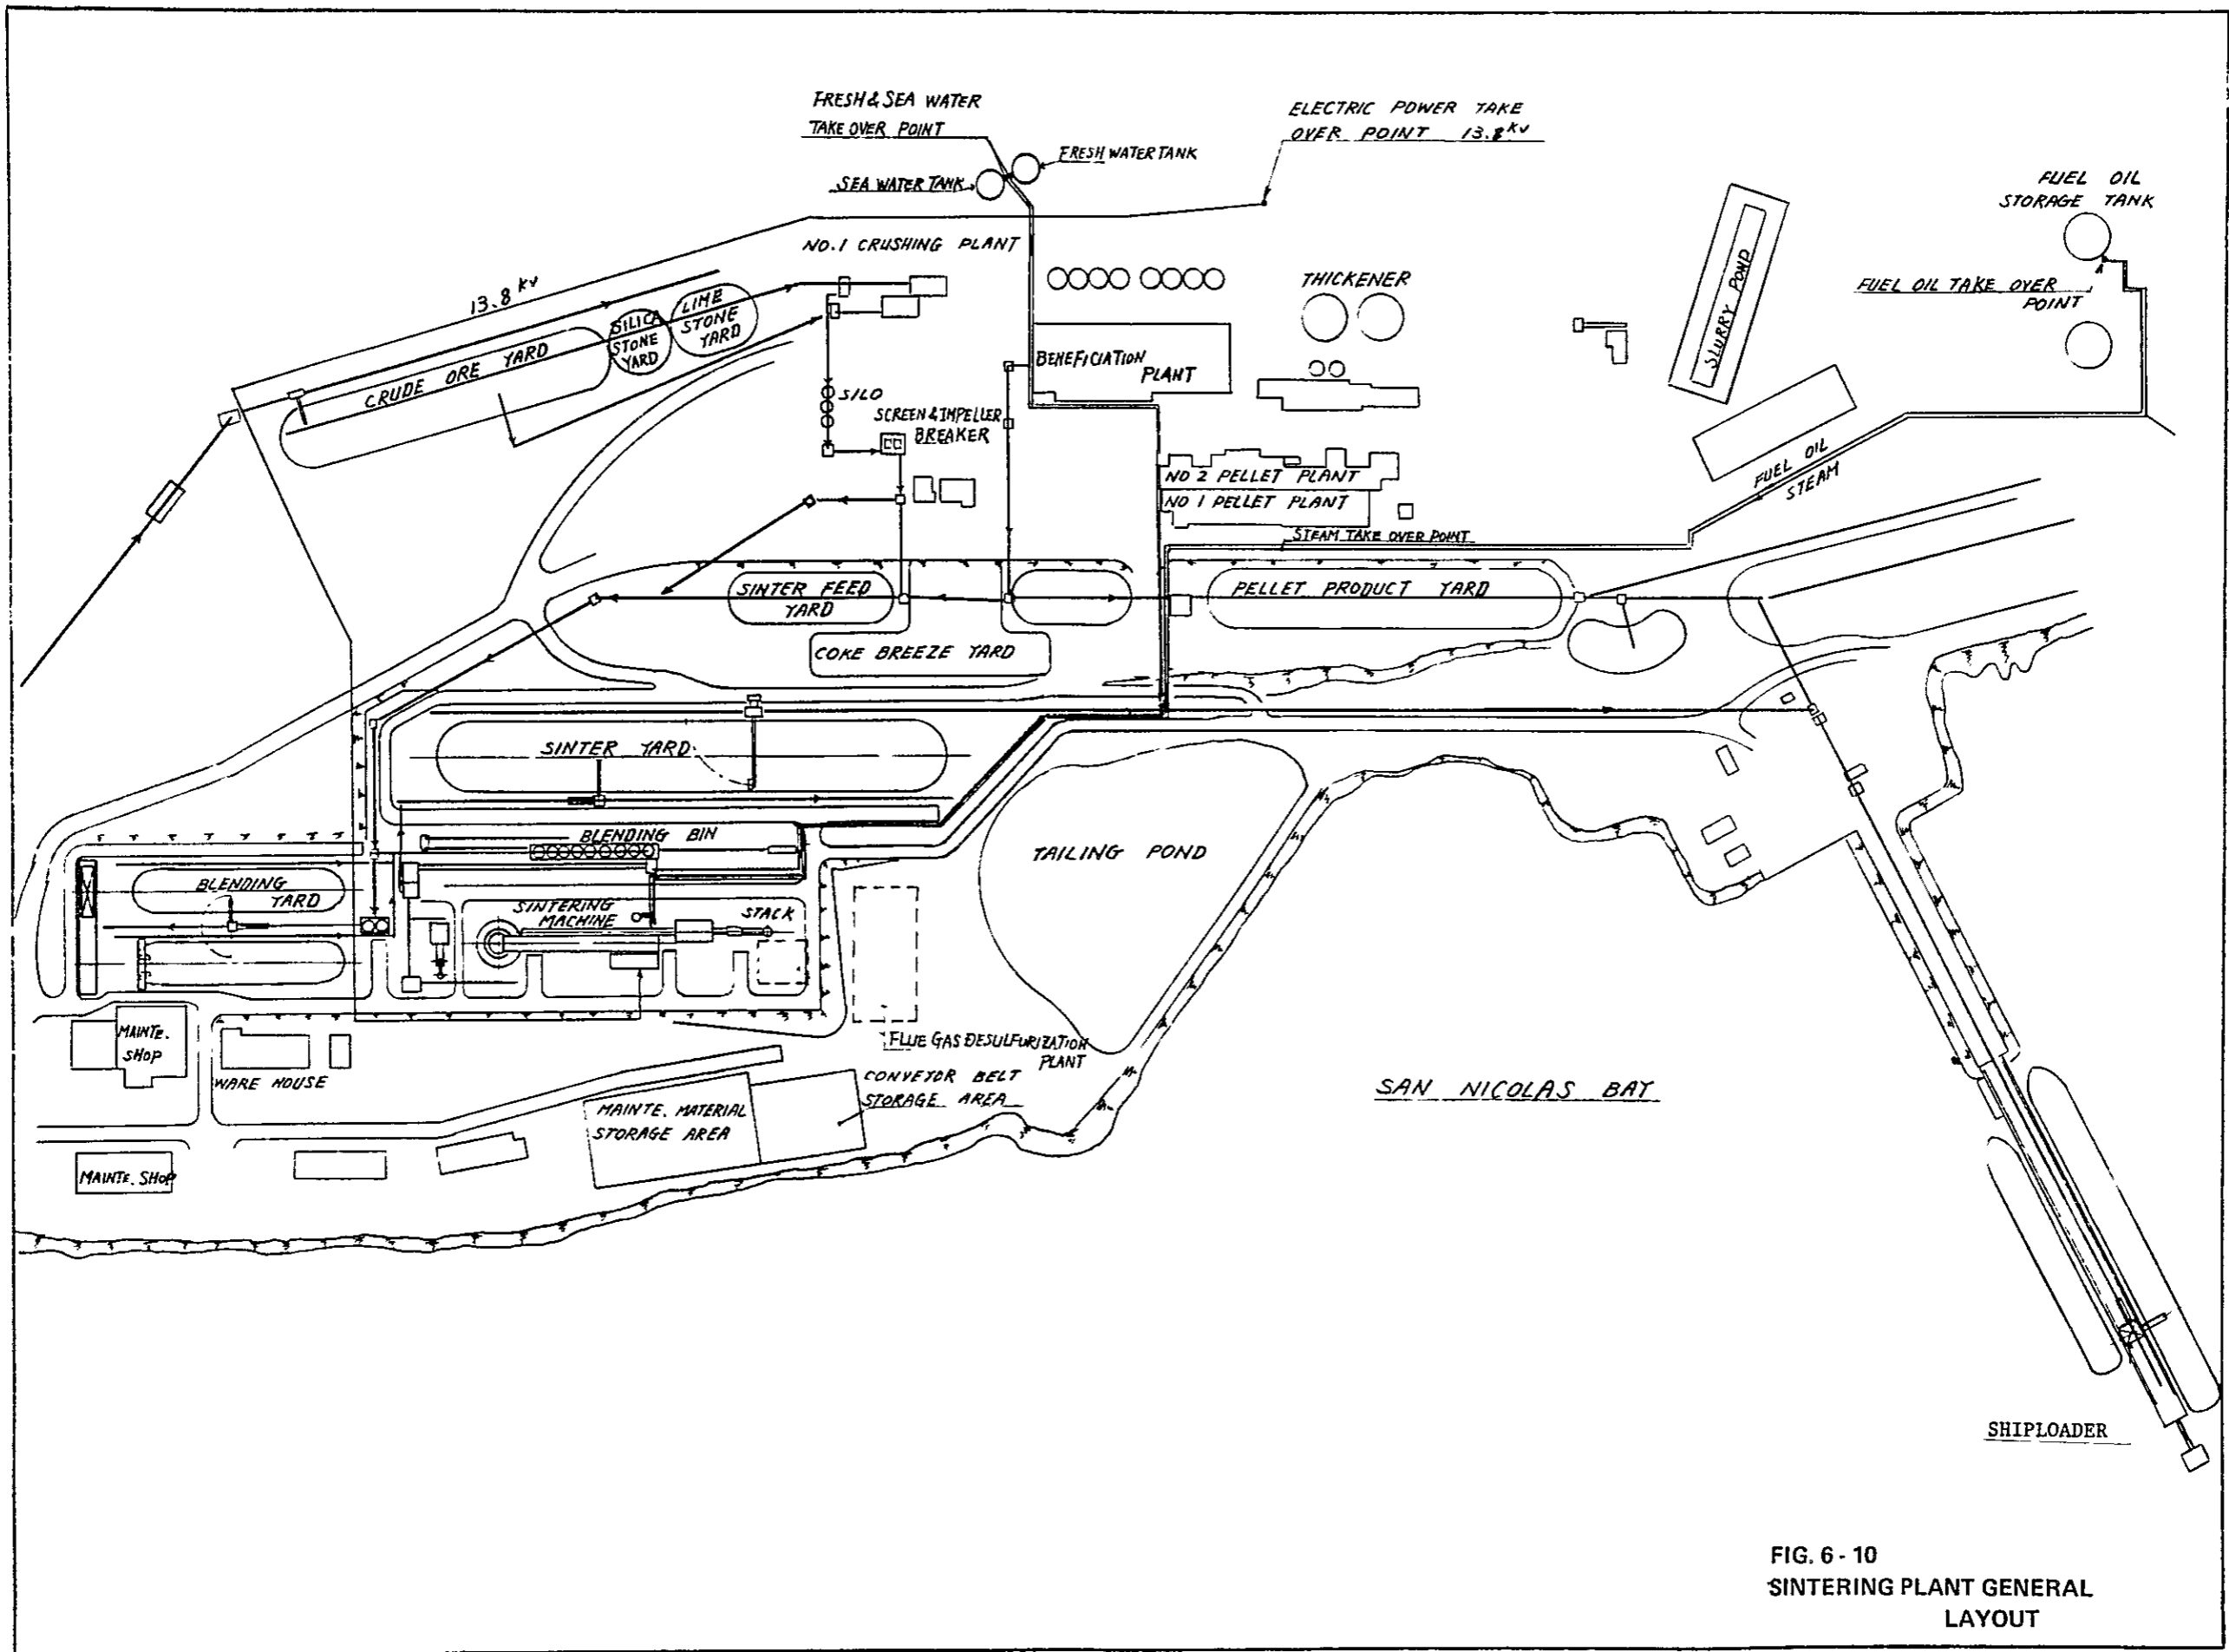 FRESH & SEA WATER
TAKE OVER POINT
FRESH WATER TANK
SEA WATER TANK
ELECTRIC POWER TAKE
OVER POINT 13.8 KV
FUEL OIL
STORAGE TANK
FUEL OIL TAKE OVER
POINT
NO.1 CRUSHING PLANT
13.8 KV
CRUDE ORE YARD
SILICA
STONE
YARD
LIME
STONE
YARD
THICKENER
SLURRY POND
BENEFICIATION
PLANT
SILO
SCREEN & IMPELLER
BREAKER
NO 2 PELLET PLANT
NO 1 PELLET PLANT
FUEL OIL
STEAM
STEAM TAKE OVER POINT
SINTER FEED
YARD
PELLET PRODUCT YARD
COKE BREEZE YARD
SINTER YARD
BLENDING BIN
BLENDING
YARD
SINTERING
MACHINE
STACK
TAILING POND
MAINTE.
SHOP
WARE HOUSE
FLUE GAS DESULFURIZATION
PLANT
CONVEYOR BELT
STORAGE AREA
MAINTE. MATERIAL
STORAGE AREA
MAINTE. SHOP
SAN NICOLAS BAY
SHIPLOADER
FIG. 6 - 10
SINTERING PLANT GENERAL
LAYOUT